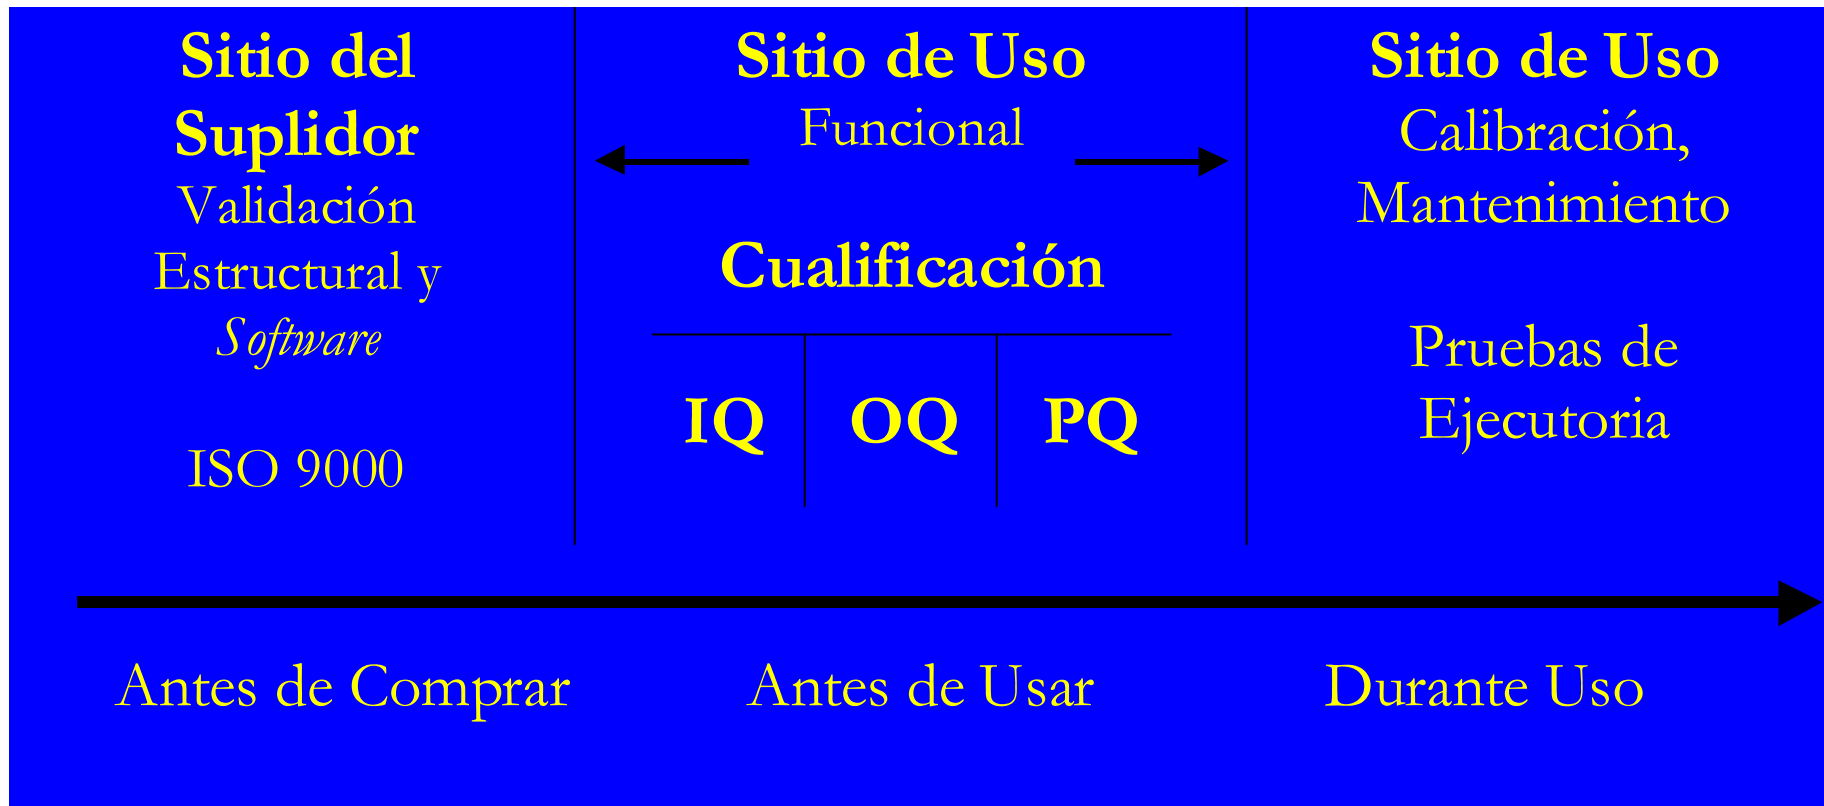 Sitio del
Suplidor
Validación
Estructural y
Software
ISO 9000
Sitio de Uso
Funcional
Cualificación
IQ
OQ
PQ
Sitio de Uso
Calibración,
Mantenimiento
Pruebas de
Ejecutoria
Antes de Comprar
Antes de Usar
Durante Uso